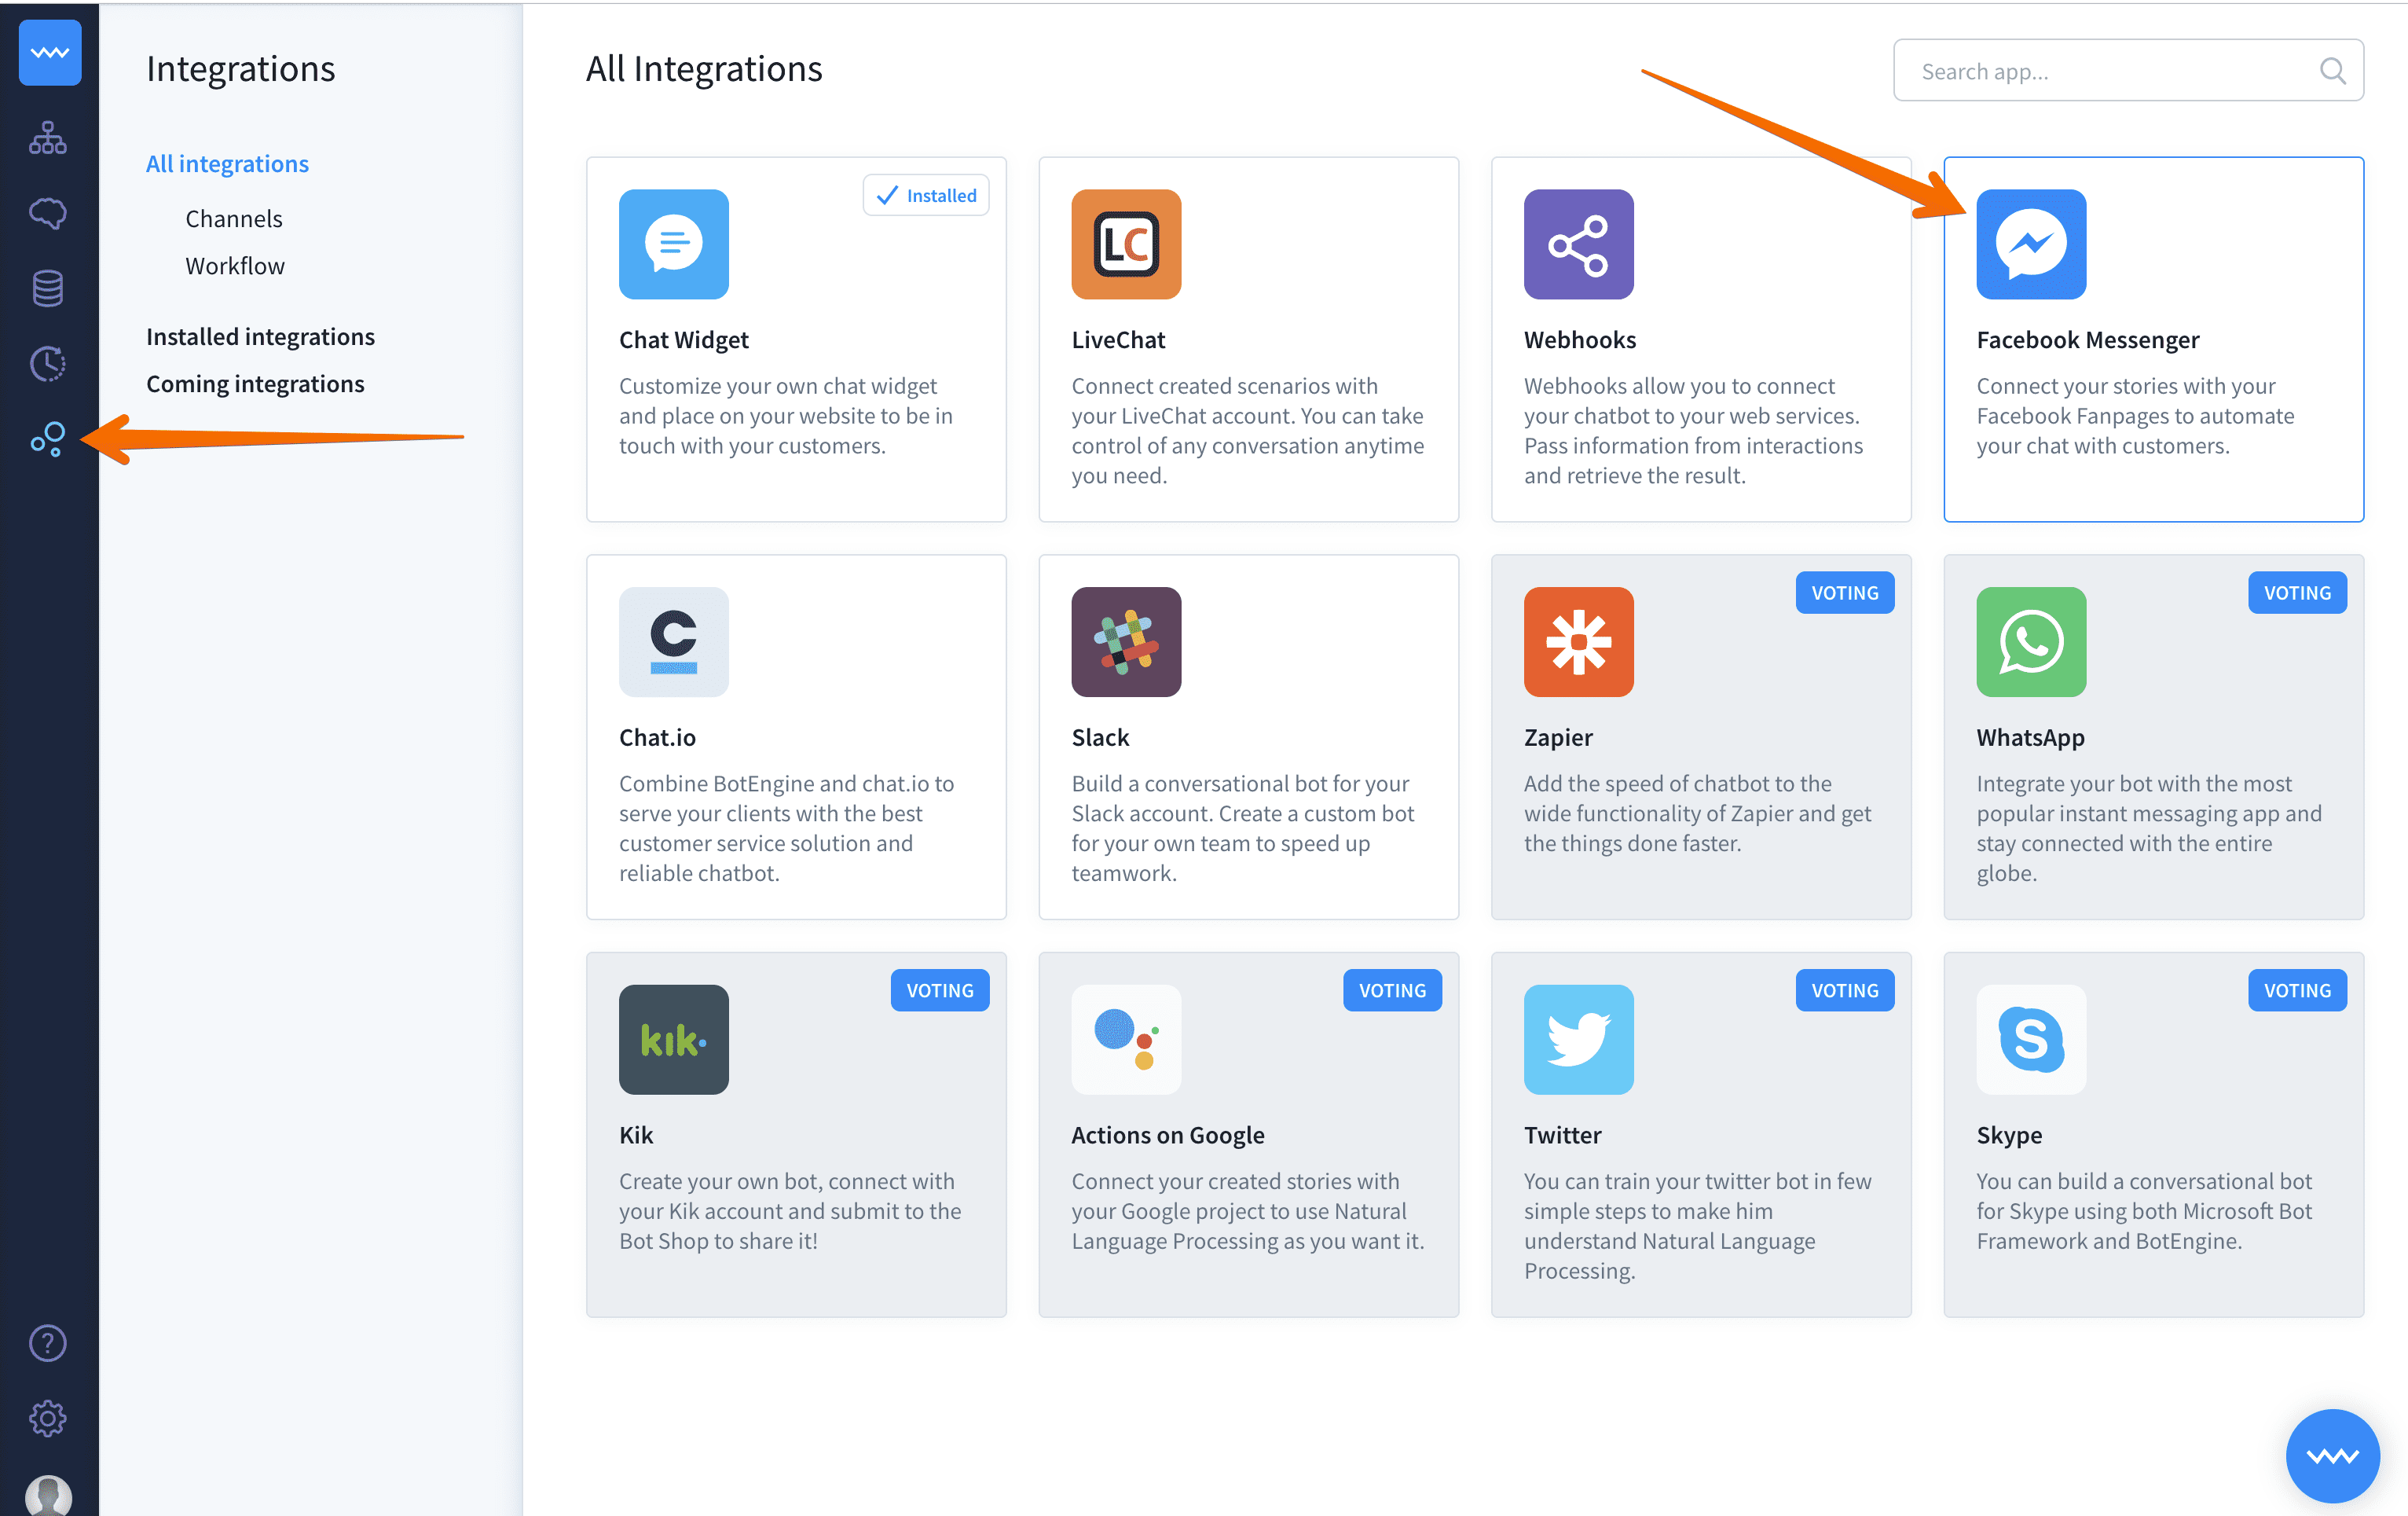 Integrations
All integrations
Channels
Workflow
Installed integrations
Coming integrations
All Integrations
Search app...
Installed
Chat Widget
Customize your own chat widget
and place on your website to be in
touch with your customers.
LC
LiveChat
Connect created scenarios with
your LiveChat account. You can take
control of any conversation anytime
you need.
Webhooks
Webhooks allow you to connect
your chatbot to your web services.
Pass information from interactions
and retrieve the result.
Facebook Messenger
Connect your stories with your
Facebook Fanpages to automate
your chat with customers.
C
Chat.io
Combine BotEngine and chat.io to
serve your clients with the best
customer service solution and
reliable chatbot.
Slack
Build a conversational bot for your
Slack account. Create a custom bot
for your own team to speed up
teamwork.
VOTING
Zapier
Add the speed of chatbot to the
wide functionality of Zapier and get
the things done faster.
VOTING
WhatsApp
Integrate your bot with the most
popular instant messaging app and
stay connected with the entire
globe.
VOTING
kik.
Kik
Create your own bot, connect with
your Kik account and submit to the
Bot Shop to share it!
VOTING
Actions on Google
Connect your created stories with
your Google project to use Natural
Language Processing as you want it.
VOTING
Twitter
You can train your twitter bot in few
simple steps to make him
understand Natural Language
Processing.
VOTING
S
Skype
You can build a conversational bot
for Skype using both Microsoft Bot
Framework and BotEngine.
?